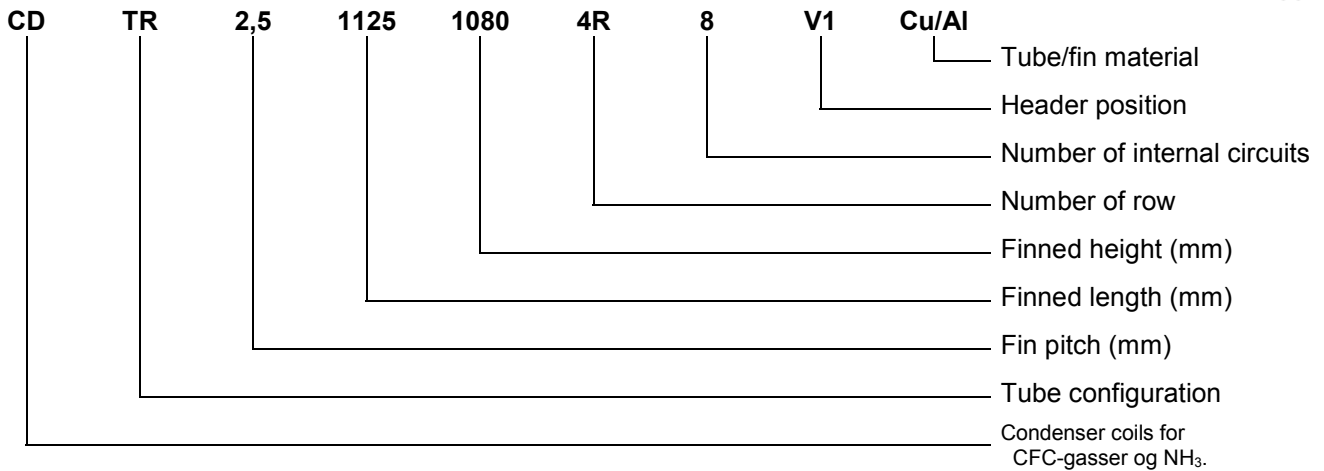 CD TR 2,5 1125 1080 4R 8 V1 Cu/Al
Tube/fin material
Header position
Number of internal circuits
Number of row
Finned height (mm)
Finned length (mm)
Fin pitch (mm)
Tube configuration
Condenser coils for
CFC-gasser og NH₃.